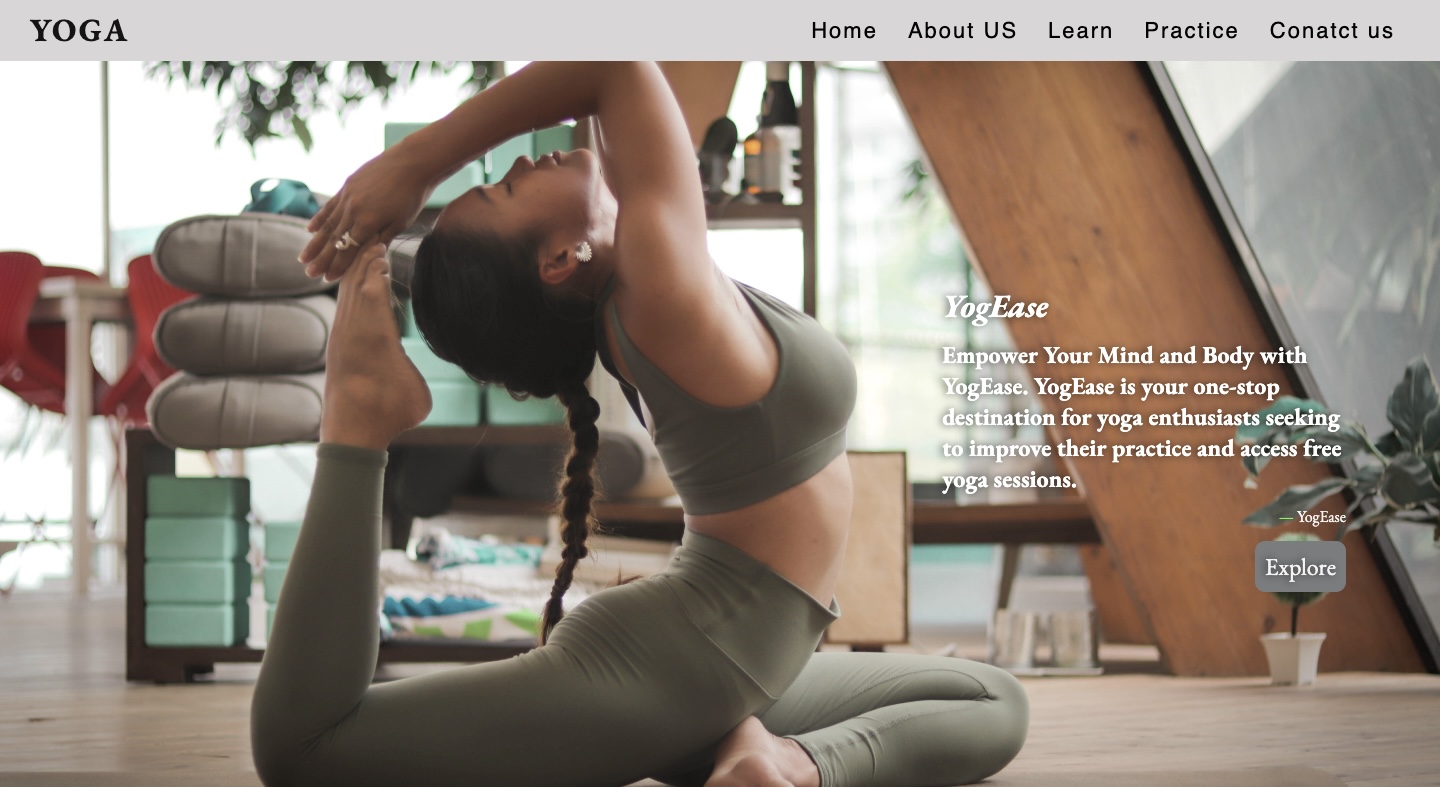 YOGA
Home About US Learn Practice Conatct us
YogEase
Empower Your Mind and Body with
YogEase. YogEase is your one-stop
destination for yoga enthusiasts seeking
to improve their practice and access free
yoga sessions.
— YogEase
Explore